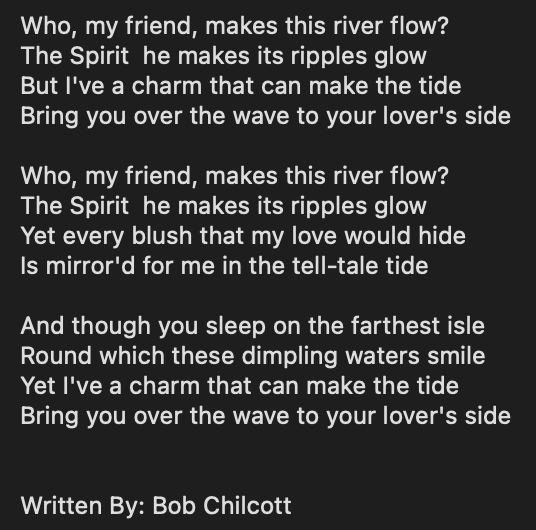 Who, my friend, makes this river flow?
The Spirit  he makes its ripples glow
But I've a charm that can make the tide
Bring you over the wave to your lover's side

Who, my friend, makes this river flow?
The Spirit  he makes its ripples glow
Yet every blush that my love would hide
Is mirror'd for me in the tell-tale tide

And though you sleep on the farthest isle
Round which these dimpling waters smile
Yet I've a charm that can make the tide
Bring you over the wave to your lover's side

Written By: Bob Chilcott